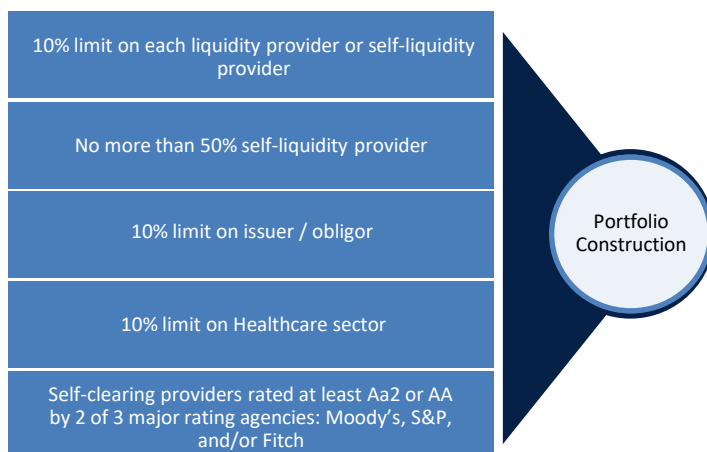 10% limit on each liquidity provider or self-liquidity
provider
No more than 50% self-liquidity provider
10% limit on issuer / obligor
10% limit on Healthcare sector
Self-clearing providers rated at least Aa2 or AA
by 2 of 3 major rating agencies: Moody’s, S&P,
and/or Fitch
Portfolio
Construction